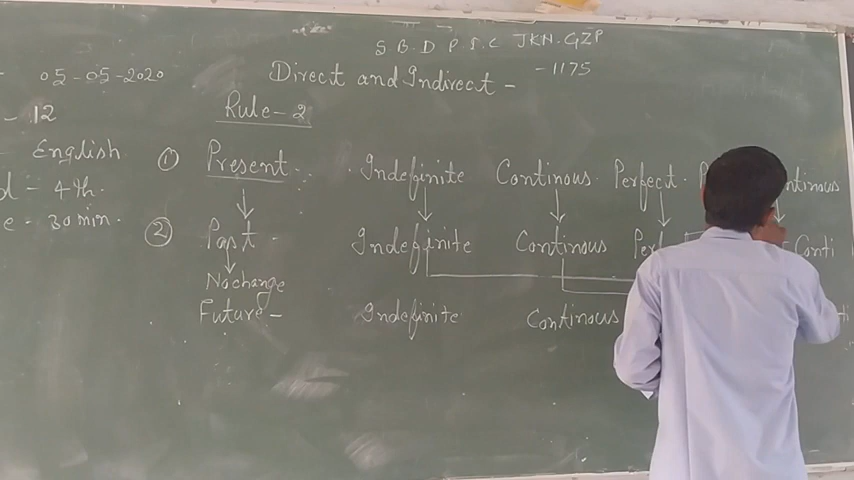 S. B. D P. S. C JKN. GZP
05-05-2020 Direct and Indirect - -1175
- 12 Rule-2
English ① Present Indefinite Continous. Perfect.
- 4th.
- 30 min. ② Past - Indefinite Continous Conti
No change
Future - Indefinite Continous